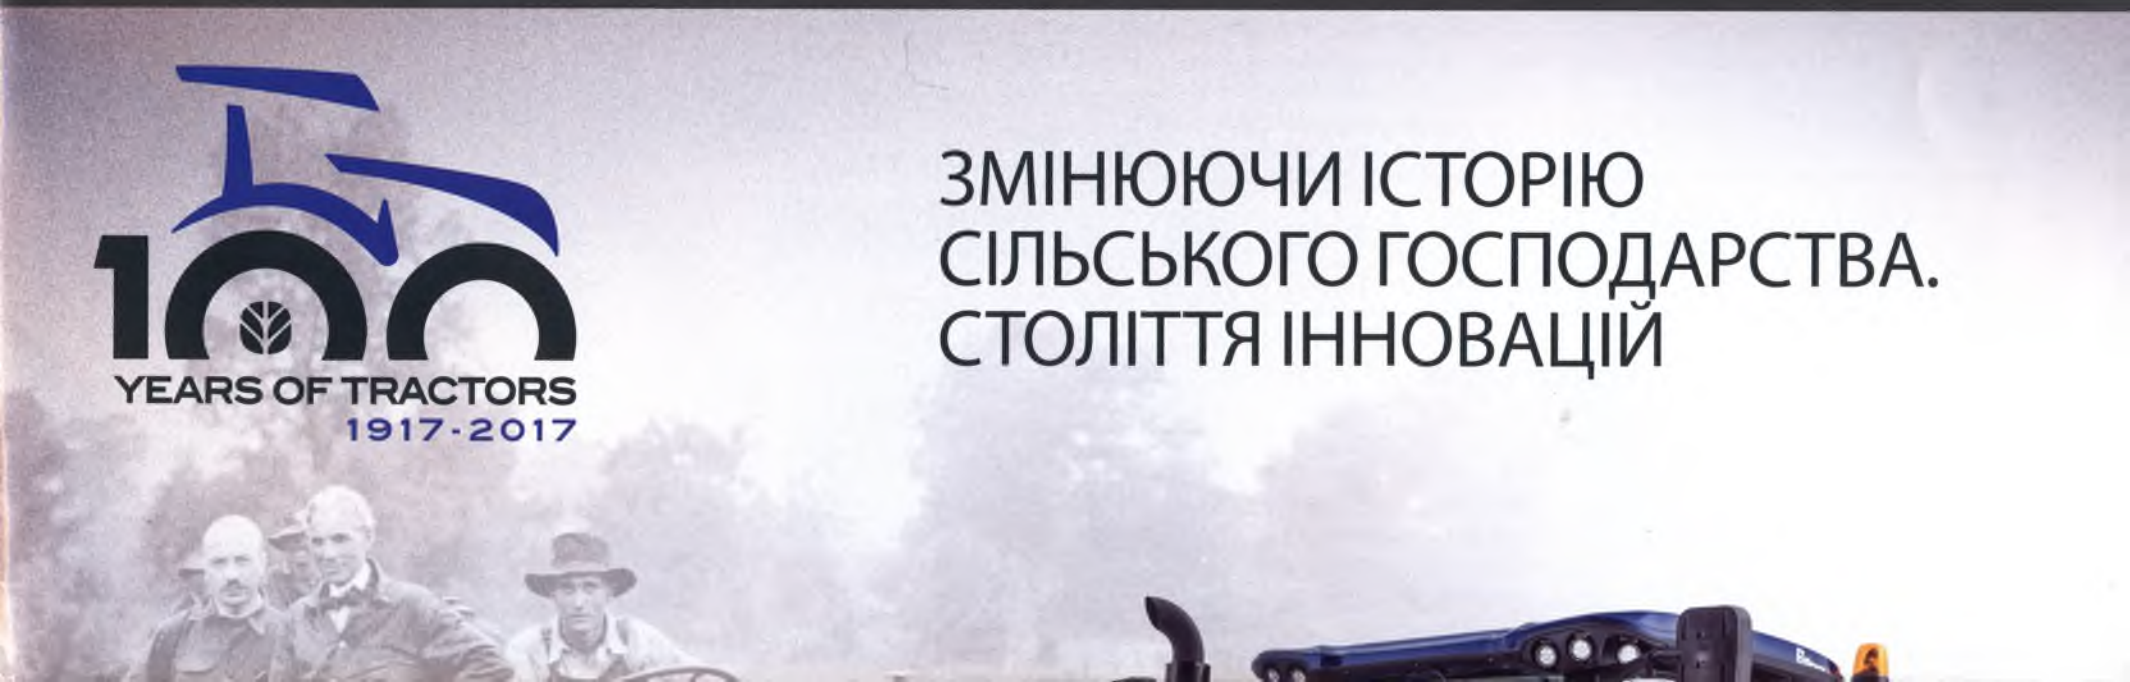 100
YEARS OF TRACTORS
1917-2017
ЗМІНЮЮЧИ ІСТОРІЮ
СІЛЬСЬКОГО ГОСПОДАРСТВА.
СТОЛІТТЯ ІННОВАЦІЙ